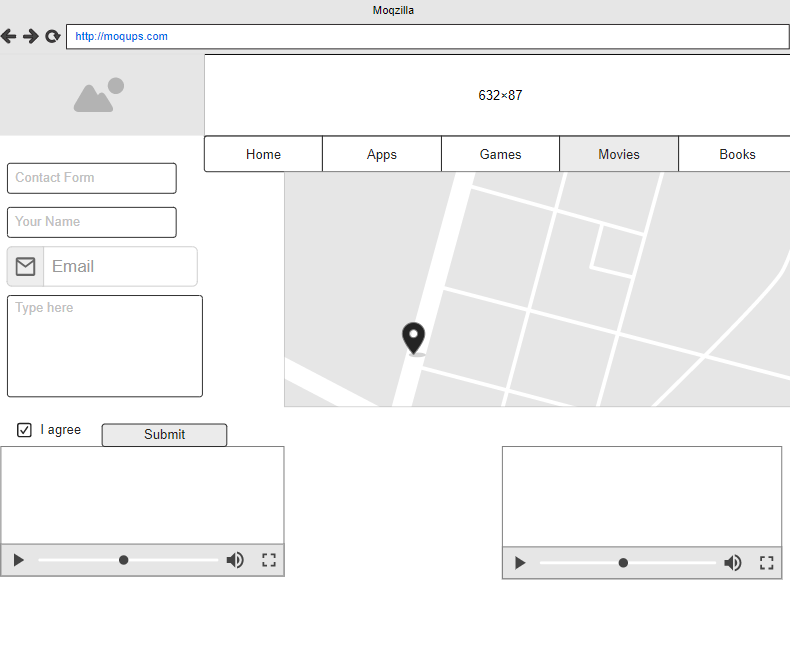 Moqzilla
http://moqups.com
632×87
Home Apps Games Movies Books
Contact Form
Your Name
Email
Type here
I agree
Submit